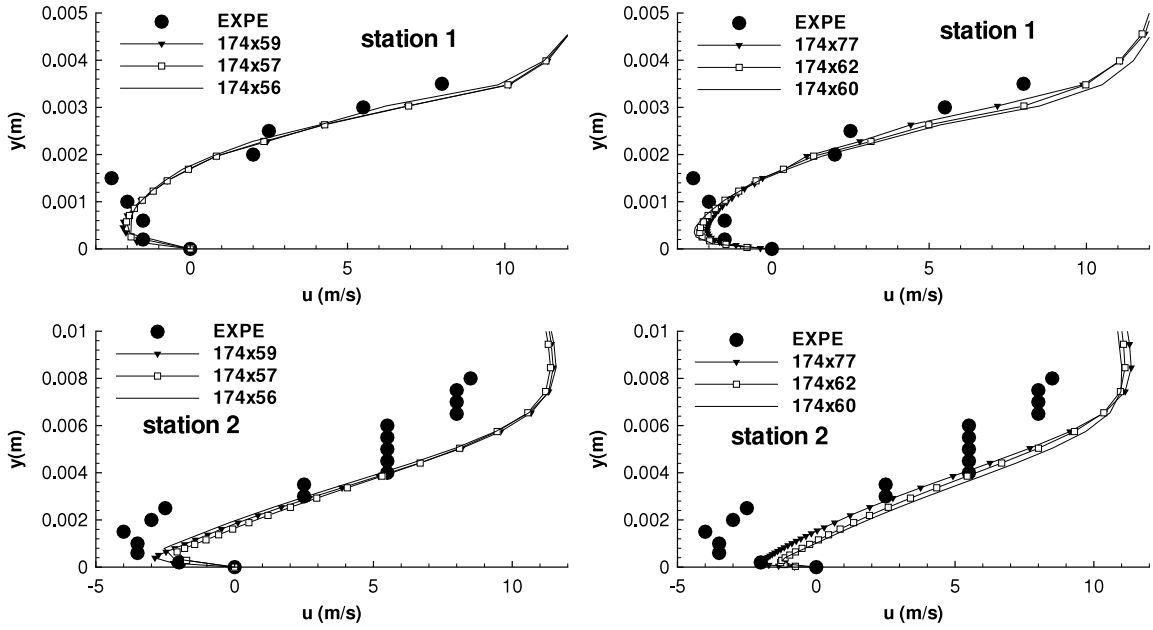 0.005
0.004
0.003
0.002
0.001
0
y(m)
EXPE
174x59
174x57
174x56
station 1
0
5
10
u (m/s)
0.005
0.004
0.003
0.002
0.001
0
y(m)
EXPE
174x77
174x62
174x60
station 1
0
5
10
u (m/s)
0.01
0.008
0.006
0.004
0.002
0
y(m)
EXPE
174x59
174x57
174x56
station 2
-5
0
5
10
u (m/s)
0.01
0.008
0.006
0.004
0.002
0
y(m)
EXPE
174x77
174x62
174x60
station 2
-5
0
5
10
u (m/s)